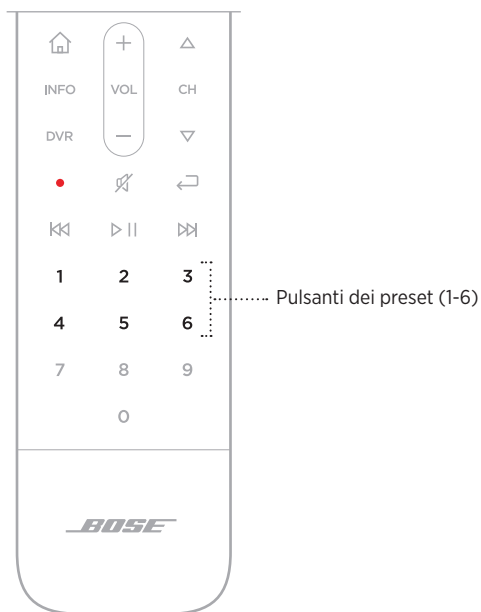 +
INFO VOL CH
DVR −
1 2 3
Pulsanti dei preset (1-6)
4 5 6
7 8 9
0
BOSE